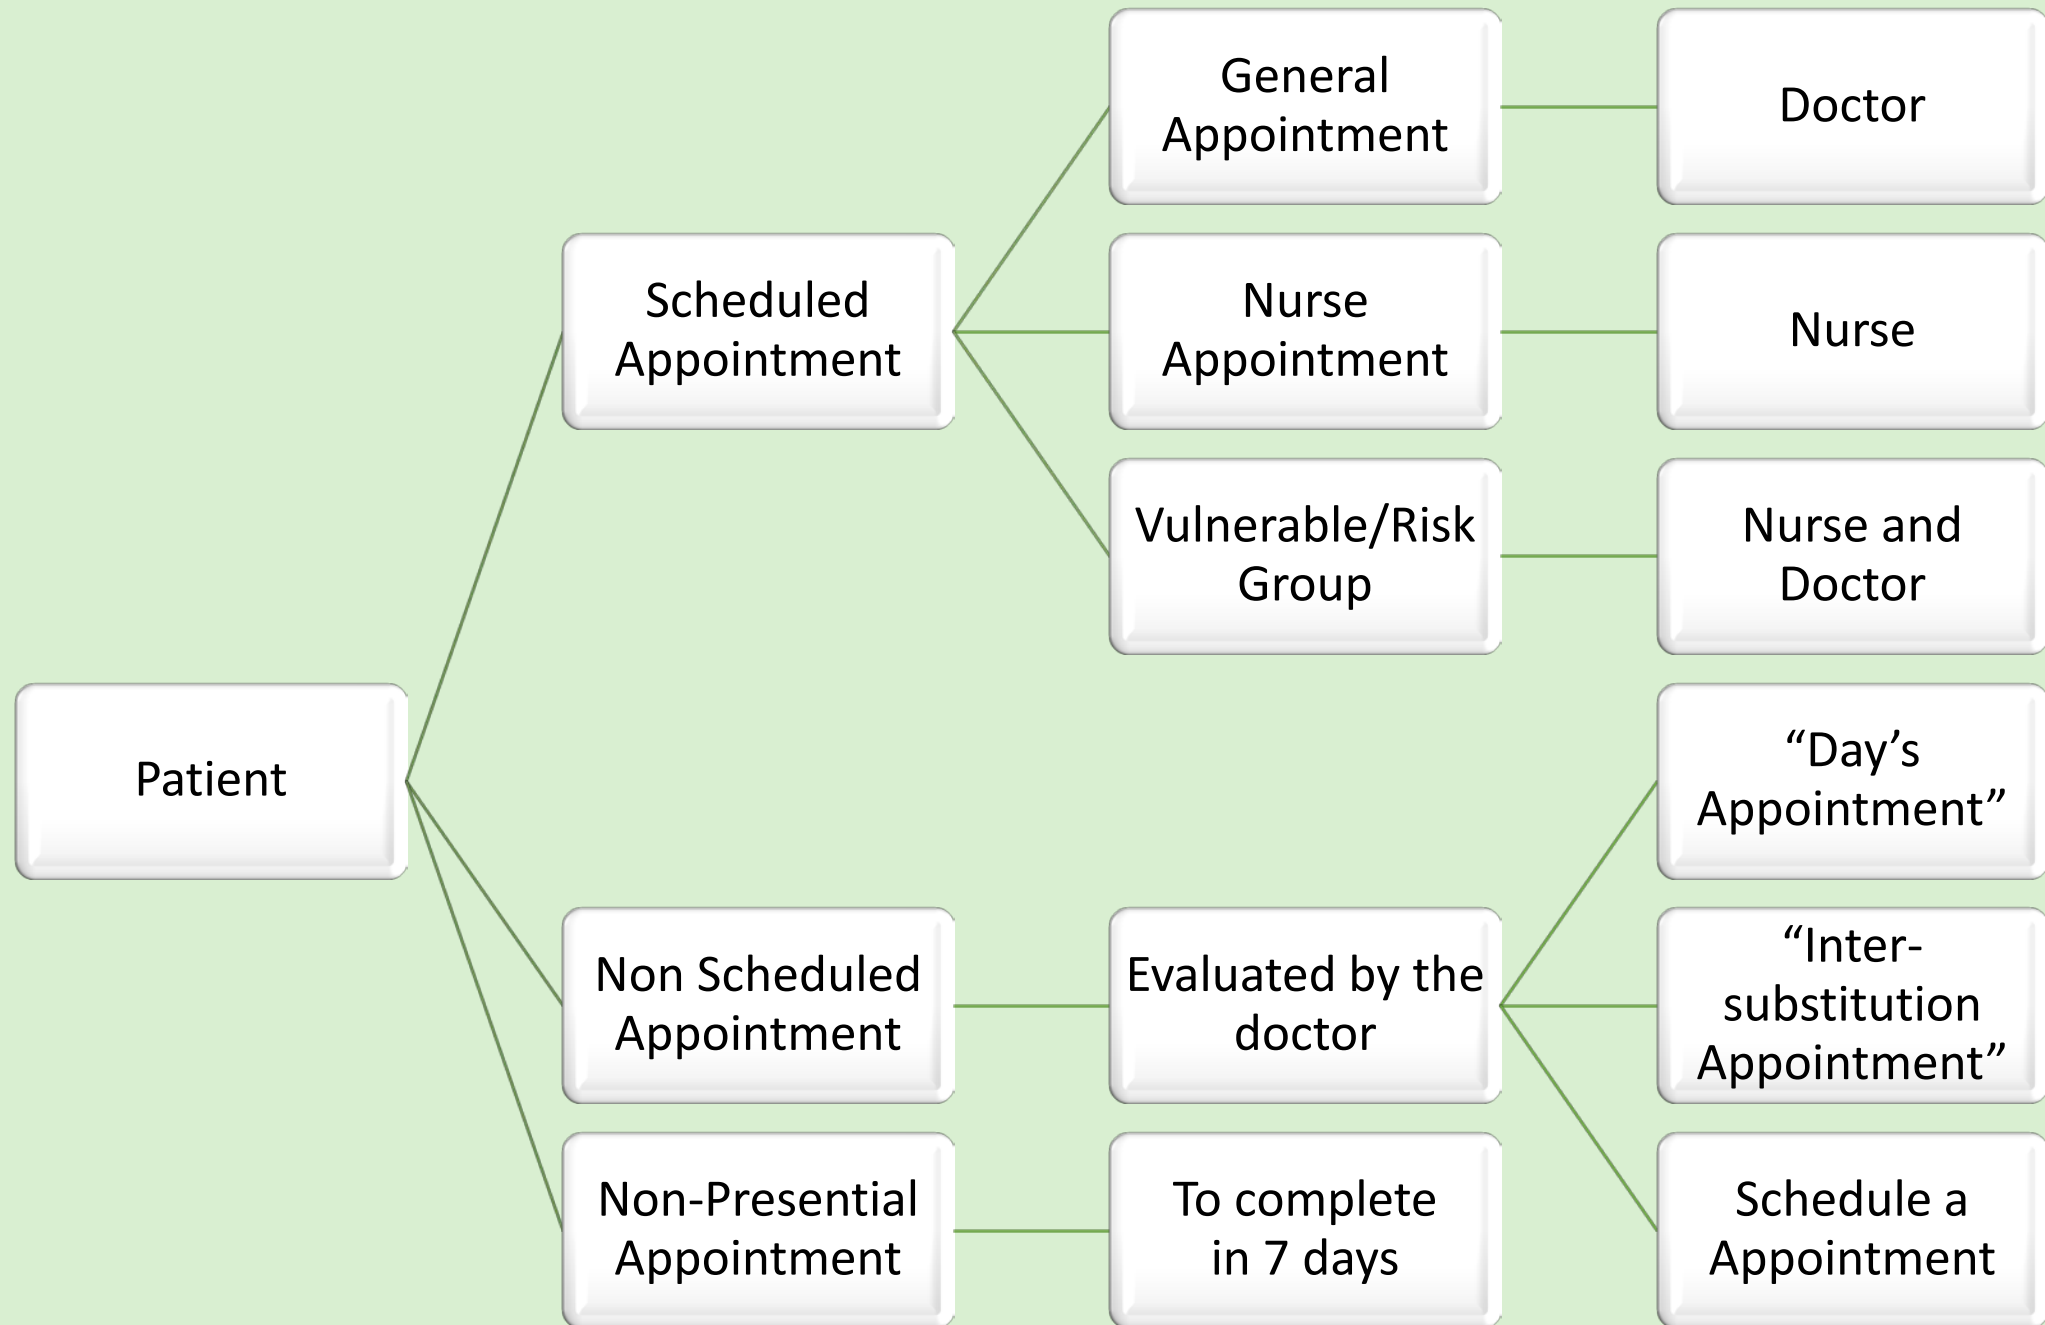 General
Appointment
Doctor
Scheduled
Appointment
Nurse
Appointment
Nurse
Vulnerable/Risk
Group
Nurse and
Doctor
Patient
“Day’s
Appointment”
Non Scheduled
Appointment
Evaluated by the
doctor
“Inter-
substitution
Appointment”
Non-Presential
Appointment
To complete
in 7 days
Schedule a
Appointment